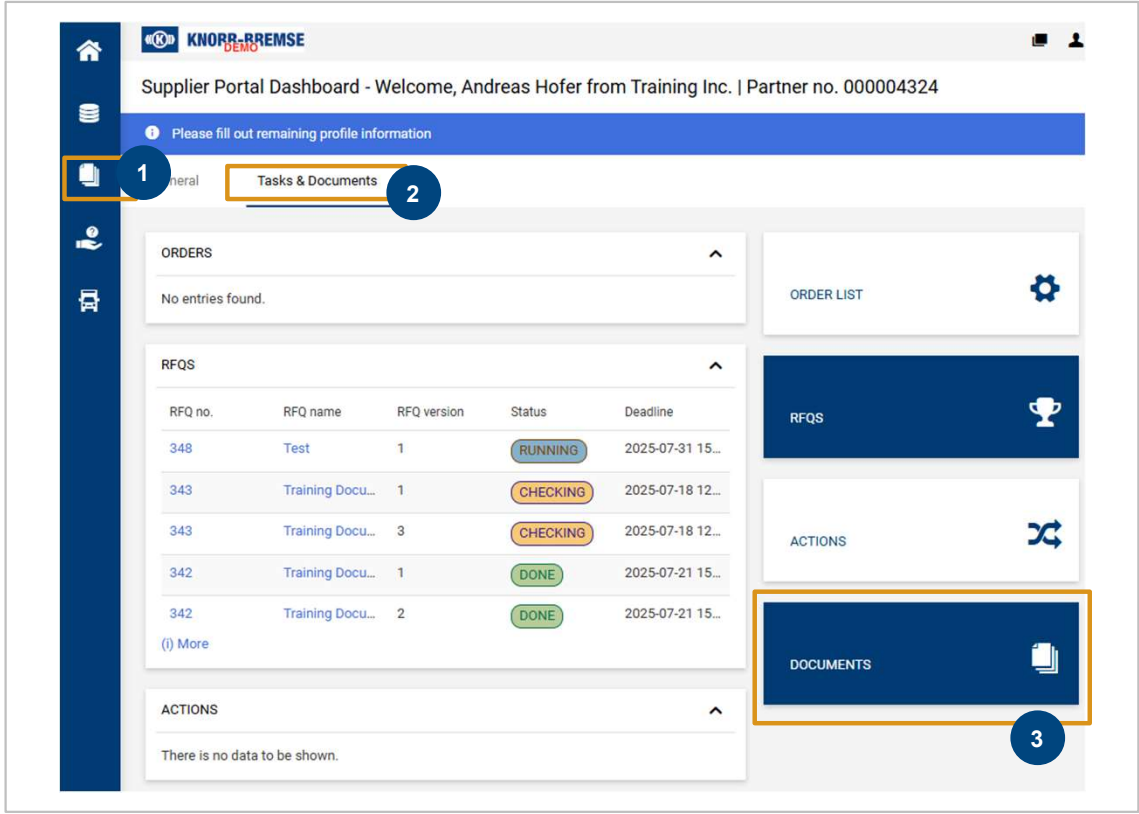 KNORR-BREMSE
DEMO
Supplier Portal Dashboard - Welcome, Andreas Hofer from Training Inc. | Partner no. 000004324
Please fill out remaining profile information
1
neral
Tasks & Documents
2
ORDERS
No entries found.
ORDER LIST
RFQS
RFQ no. RFQ name RFQ version Status Deadline
348 Test 1 RUNNING 2025-07-31 15...
343 Training Docu... 1 CHECKING 2025-07-18 12...
343 Training Docu... 3 CHECKING 2025-07-18 12...
342 Training Docu... 1 DONE 2025-07-21 15...
342 Training Docu... 2 DONE 2025-07-21 15...
(i) More
RFQS
ACTIONS
DOCUMENTS
3
ACTIONS
There is no data to be shown.